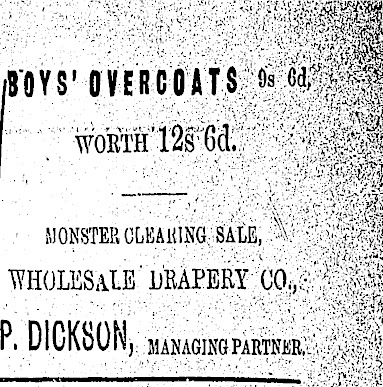 BOYS' OVERCOATS 9s 6d,
WORTH 12s 6d.
MONSTER CLEARING SALE,
WHOLESALE DRAPERY CO.,
P. DICKSON, MANAGING PARTNER.